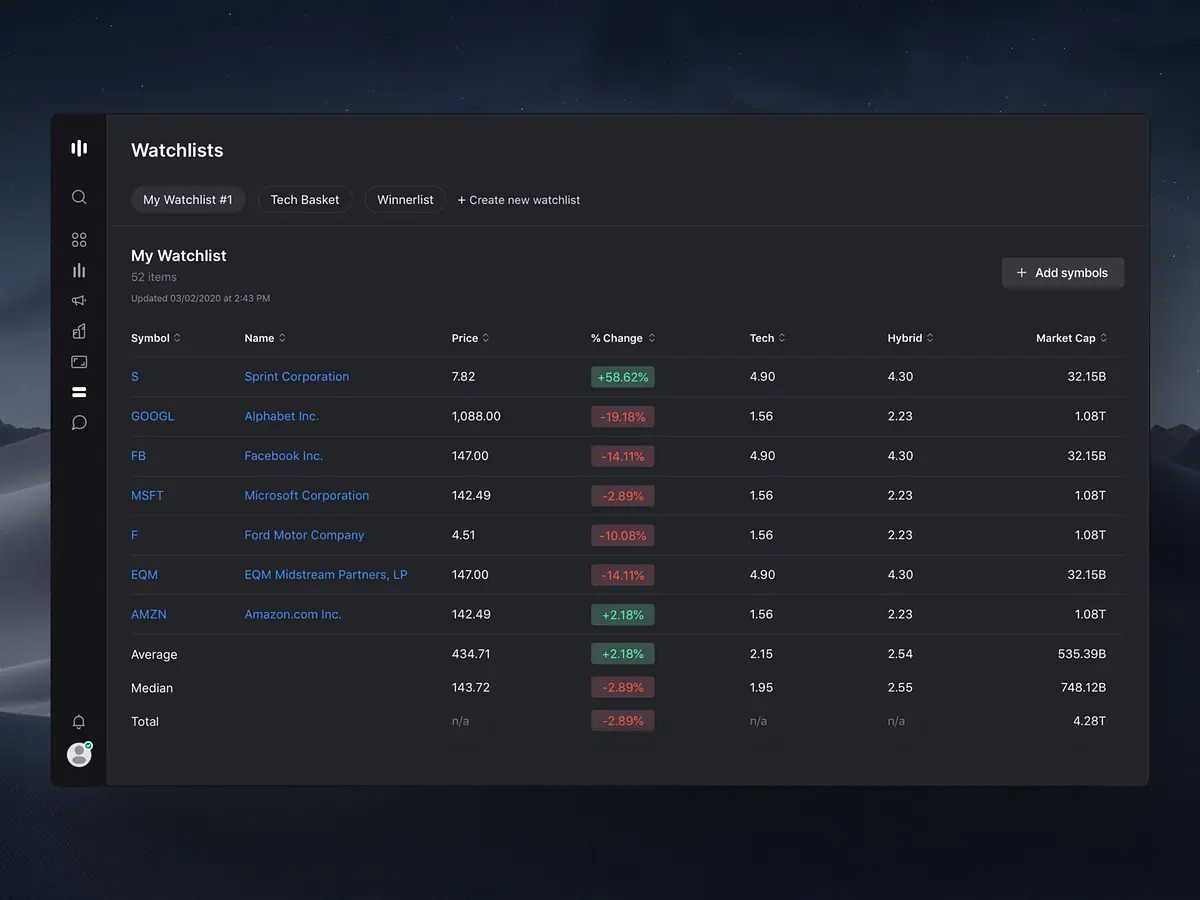 Watchlists
My Watchlist #1 Tech Basket Winnerlist + Create new watchlist
My Watchlist
52 items
Updated 03/02/2020 at 2:43 PM
+ Add symbols
Symbol Name Price % Change Tech Hybrid Market Cap
S Sprint Corporation 7.82 +58.62% 4.90 4.30 32.15B
GOOGL Alphabet Inc. 1,088.00 -19.18% 1.56 2.23 1.08T
FB Facebook Inc. 147.00 -14.11% 4.90 4.30 32.15B
MSFT Microsoft Corporation 142.49 -2.89% 1.56 2.23 1.08T
F Ford Motor Company 4.51 -10.08% 1.56 2.23 1.08T
EQM EQM Midstream Partners, LP 147.00 -14.11% 4.90 4.30 32.15B
AMZN Amazon.com Inc. 142.49 +2.18% 1.56 2.23 1.08T
Average 434.71 +2.18% 2.15 2.54 535.39B
Median 143.72 -2.89% 1.95 2.55 748.12B
Total n/a -2.89% n/a n/a 4.28T